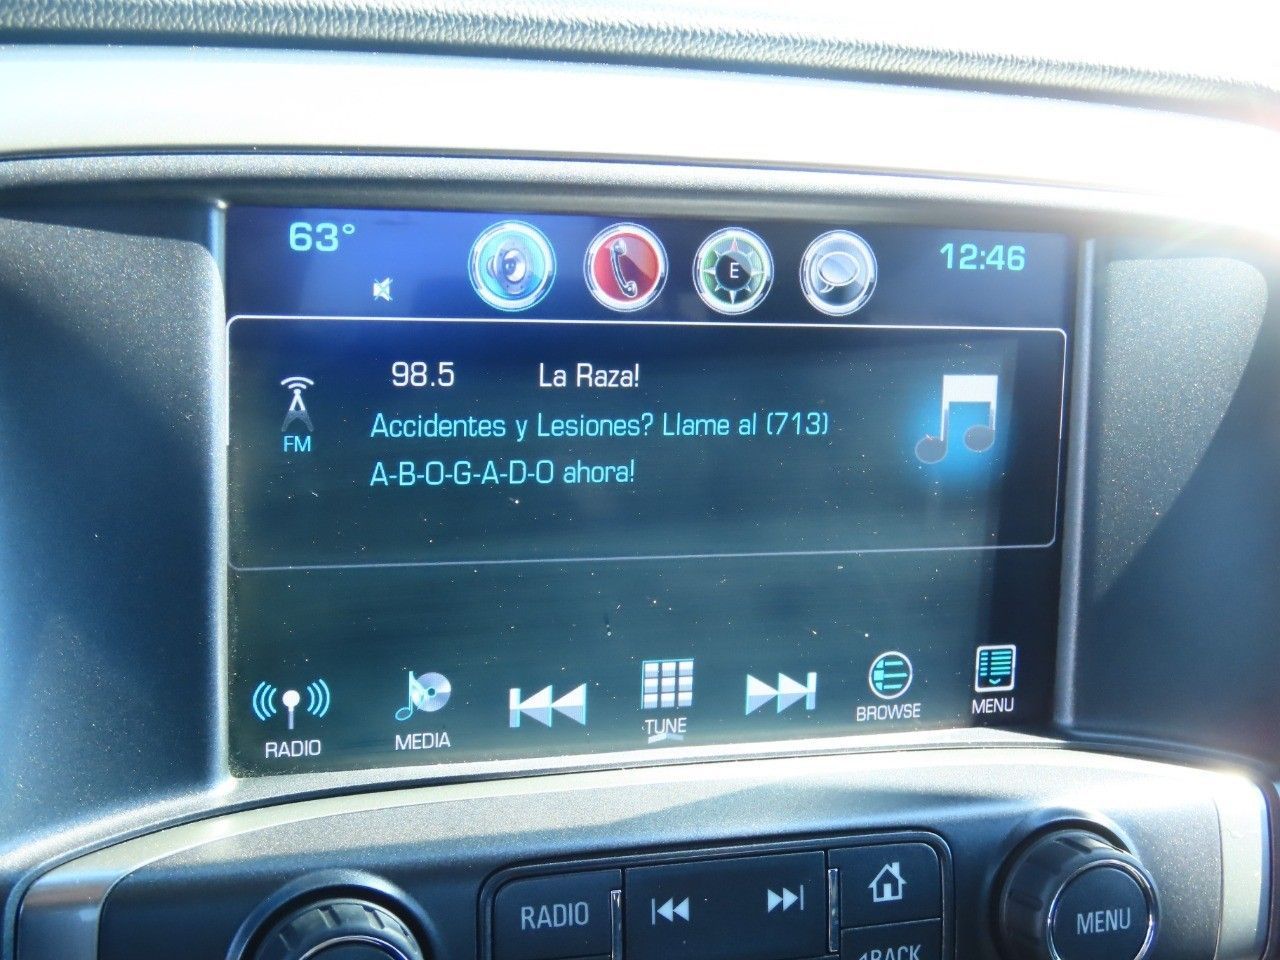 63°
E
12:46
98.5 La Raza!
FM
Accidentes y Lesiones? Llame al (713)
A-B-O-G-A-D-O ahora!
RADIO
MEDIA
TUNE
BROWSE
MENU
RADIO
BACK
MENU